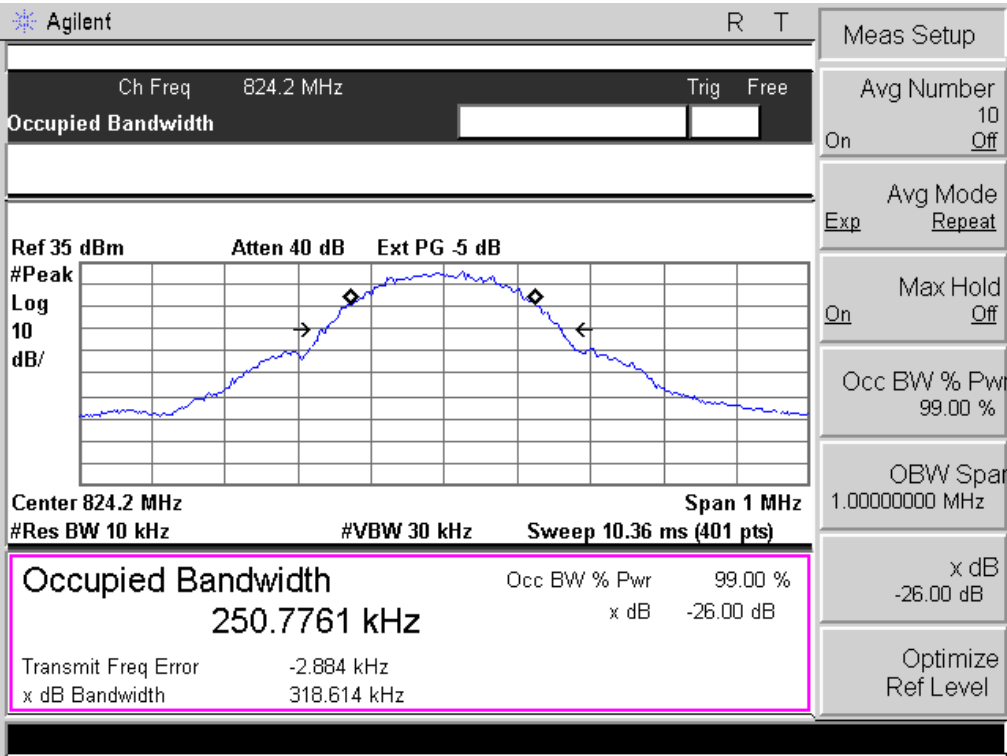 Agilent R T
Ch Freq 824.2 MHz Trig Free
Occupied Bandwidth
Ref 35 dBm Atten 40 dB Ext PG -5 dB
#Peak
Log
10
dB/
Center 824.2 MHz Span 1 MHz
#Res BW 10 kHz #VBW 30 kHz Sweep 10.36 ms (401 pts)
Occupied Bandwidth
250.7761 kHz
Occ BW % Pwr 99.00 %
x dB -26.00 dB
Transmit Freq Error -2.884 kHz
x dB Bandwidth 318.614 kHz
Meas Setup
Avg Number
10
On Off
Avg Mode
Exp Repeat
Max Hold
On Off
Occ BW % Pwr
99.00 %
OBW Span
1.00000000 MHz
x dB
-26.00 dB
Optimize
Ref Level